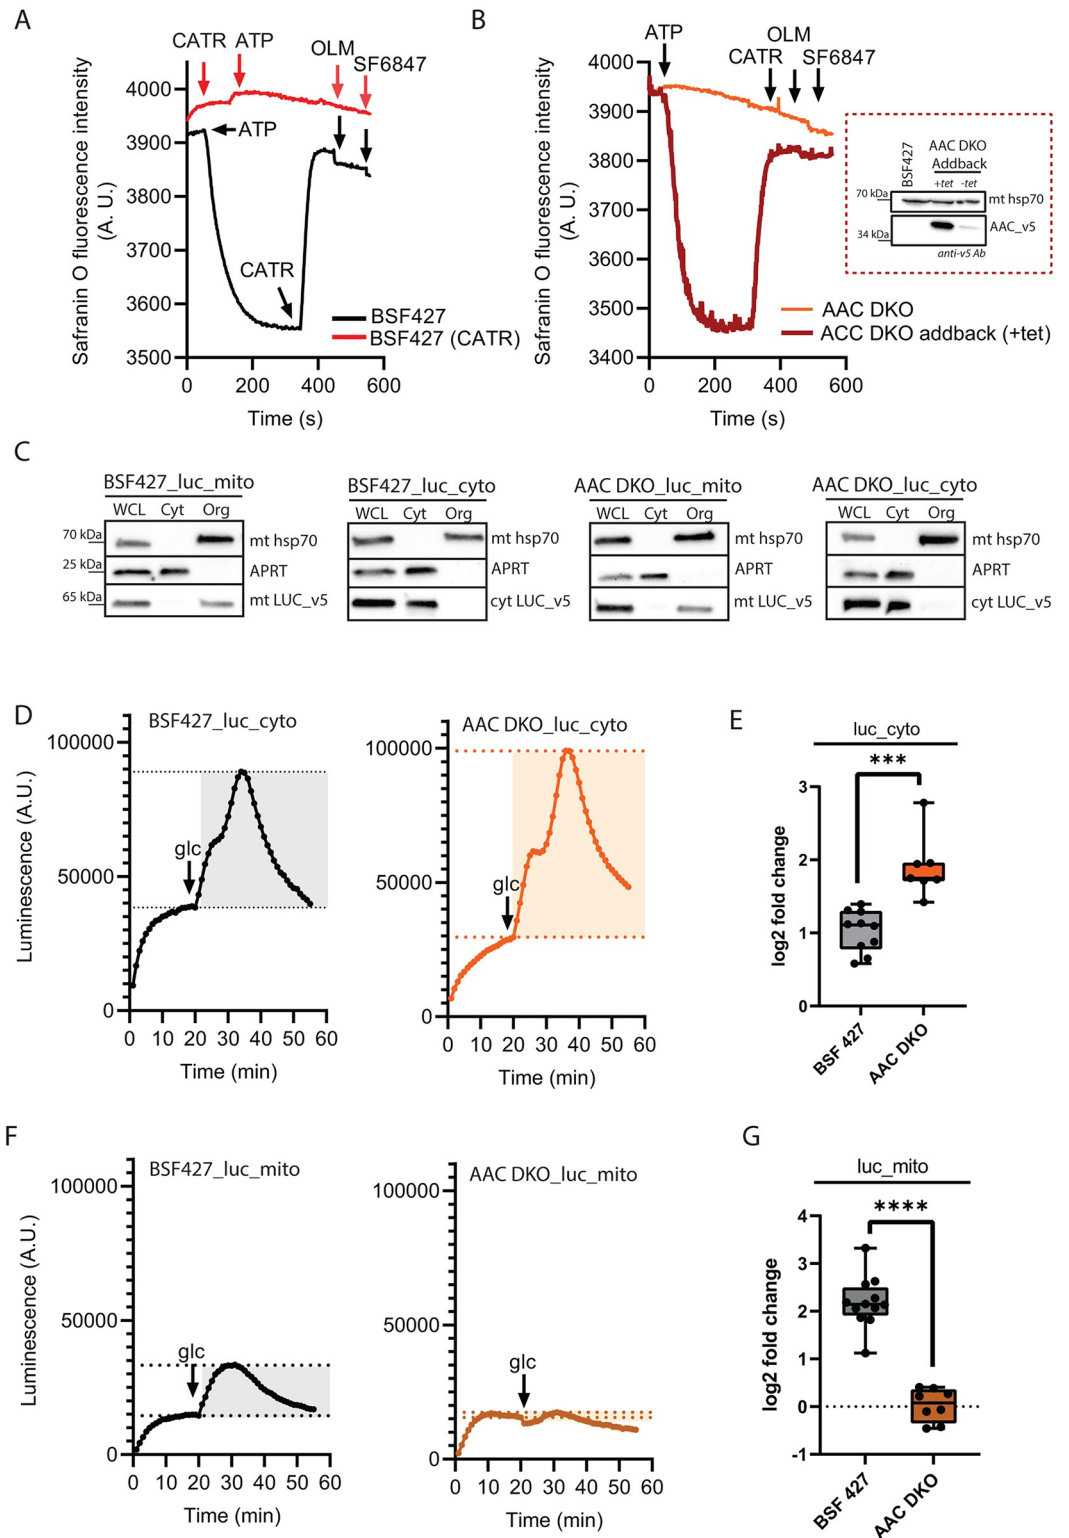 A
CATR ATP
OLM
SF6847
Safranin O fluorescence intensity
(A. U.)
4000
3900
3800
3700
3600
3500
ATP
CATR
BSF427
BSF427 (CATR)
0 200 400 600
Time (s)
B
ATP
OLM
CATR
SF6847
Safranin O fluorescence intensity
(A. U.)
4000
3900
3800
3700
3600
3500
3400
AAC DKO
ACC DKO addback (+tet)
0 200 400 600
Time (s)
BSF427
AAC DKO
Addback
+tet -tet
70 kDa
mt hsp70
34 kDa
AAC_v5
anti-v5 Ab
C
BSF427_luc_mito
WCL Cyt Org
70 kDa
mt hsp70
25 kDa
APRT
65 kDa
mt LUC_v5
BSF427_luc_cyto
WCL Cyt Org
mt hsp70
APRT
cyt LUC_v5
AAC DKO_luc_mito
WCL Cyt Org
mt hsp70
APRT
mt LUC_v5
AAC DKO_luc_cyto
WCL Cyt Org
mt hsp70
APRT
cyt LUC_v5
D
BSF427_luc_cyto
Luminescence (A.U.)
100000
50000
0
glc
0 10 20 30 40 50 60
Time (min)
AAC DKO_luc_cyto
100000
50000
0
glc
0 10 20 30 40 50 60
Time (min)
E
luc_cyto
***
log2 fold change
3
2
1
0
BSF 427
AAC DKO
F
BSF427_luc_mito
Luminescence (A.U.)
100000
50000
0
glc
0 10 20 30 40 50 60
Time (min)
AAC DKO_luc_mito
100000
50000
0
glc
0 10 20 30 40 50 60
Time (min)
G
luc_mito
****
log2 fold change
4
3
2
1
0
-1
BSF 427
AAC DKO